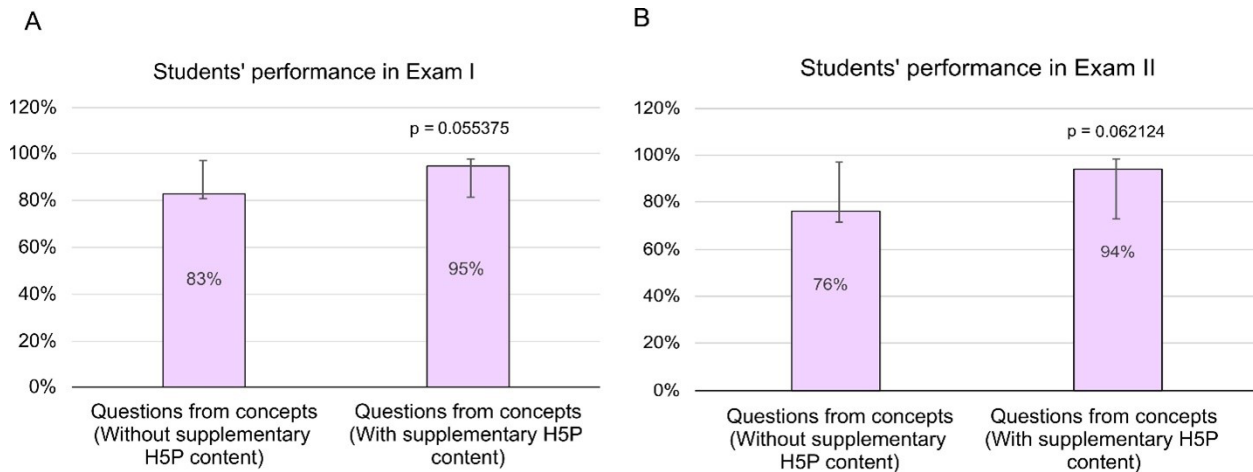 A
Students' performance in Exam I
120%
100%
80%
60%
40%
20%
0%
p = 0.055375
83%
95%
Questions from concepts
(Without supplementary
H5P content)
Questions from concepts
(With supplementary H5P
content)
B
Students' performance in Exam II
120%
100%
80%
60%
40%
20%
0%
p = 0.062124
76%
94%
Questions from concepts
(Without supplementary
H5P content)
Questions from concepts
(With supplementary H5P
content)